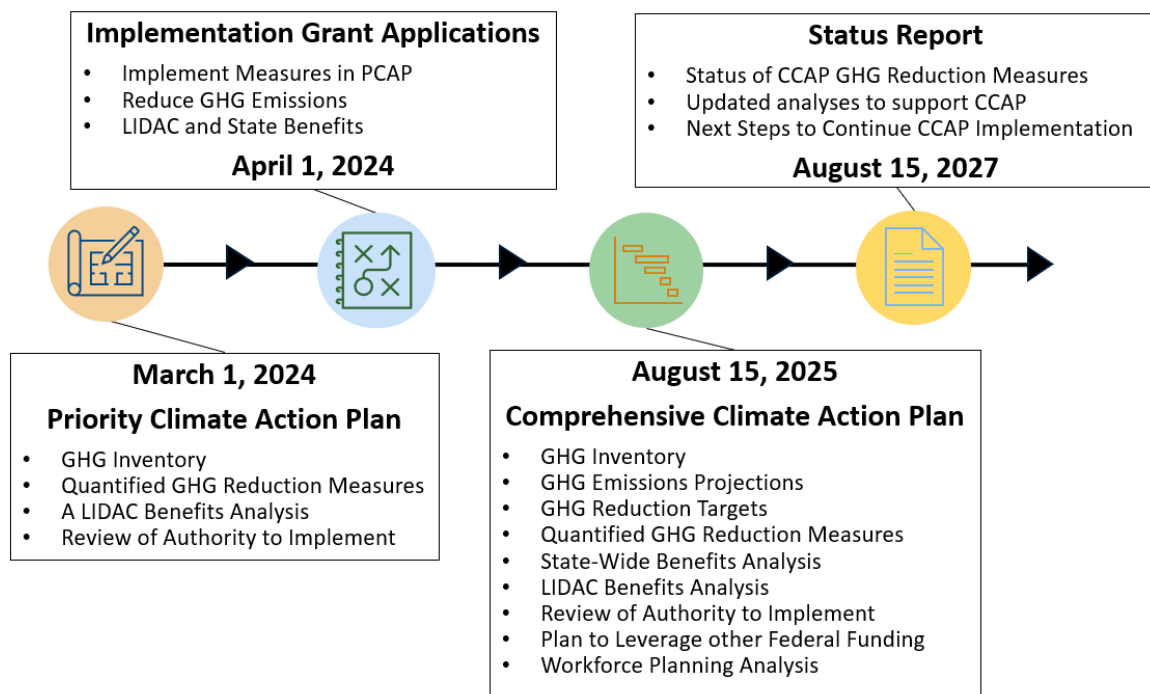 Implementation Grant Applications
• Implement Measures in PCAP
• Reduce GHG Emissions
• LIDAC and State Benefits
April 1, 2024
Status Report
• Status of CCAP GHG Reduction Measures
• Updated analyses to support CCAP
• Next Steps to Continue CCAP Implementation
August 15, 2027
March 1, 2024
Priority Climate Action Plan
• GHG Inventory
• Quantified GHG Reduction Measures
• A LIDAC Benefits Analysis
• Review of Authority to Implement
August 15, 2025
Comprehensive Climate Action Plan
• GHG Inventory
• GHG Emissions Projections
• GHG Reduction Targets
• Quantified GHG Reduction Measures
• State-Wide Benefits Analysis
• LIDAC Benefits Analysis
• Review of Authority to Implement
• Plan to Leverage other Federal Funding
• Workforce Planning Analysis